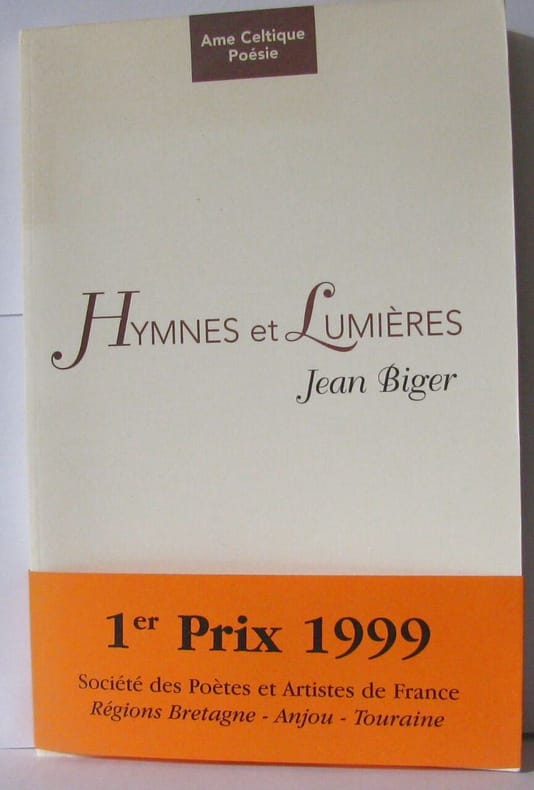 Ame Celtique
Poésie
HYMNES et LUMIÈRES
Jean Biger
1er Prix 1999
Société des Poètes et Artistes de France
Régions Bretagne - Anjou - Touraine